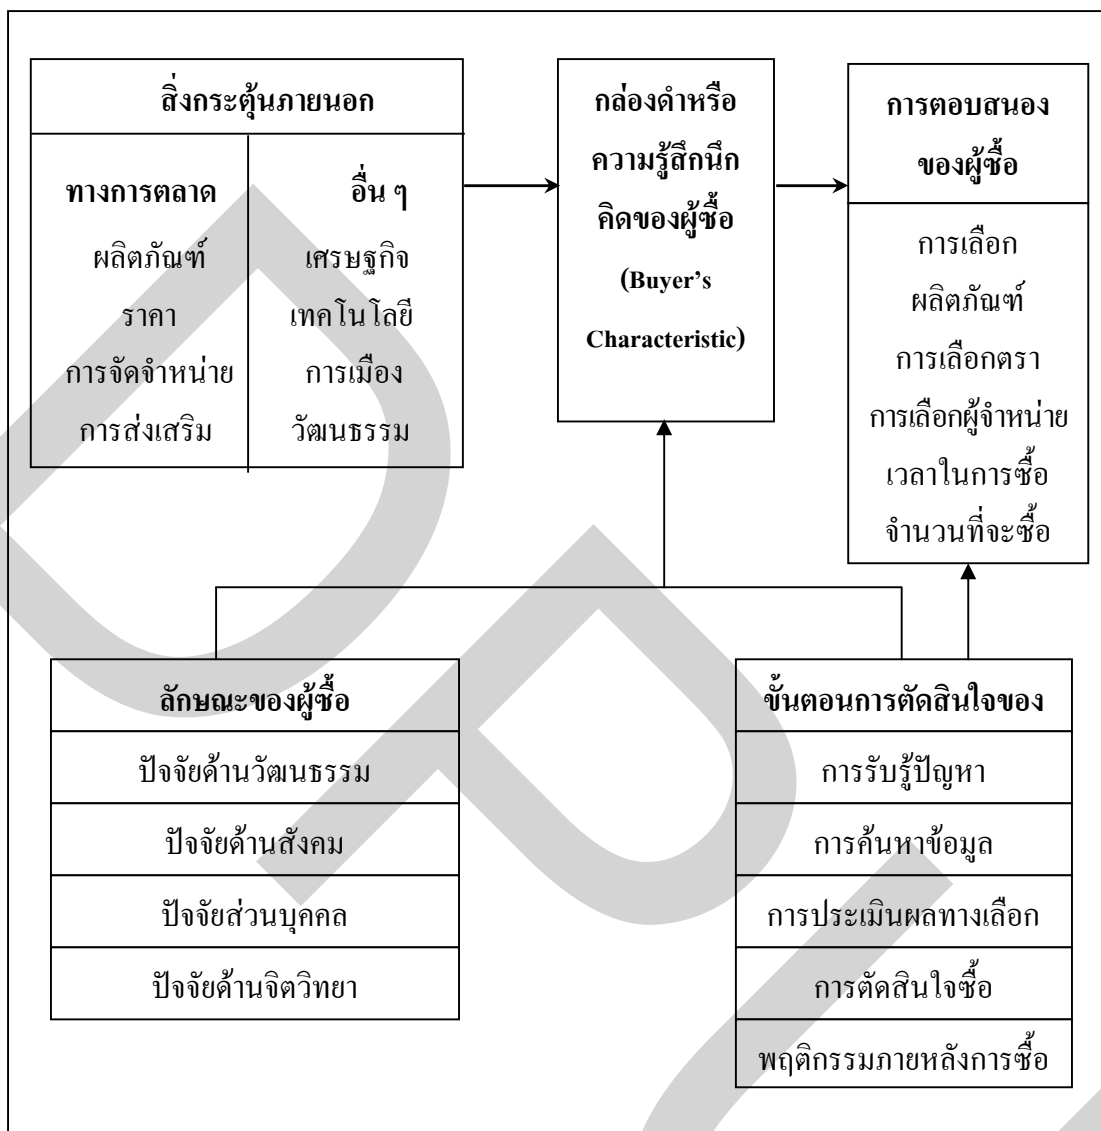 สิ่งกระตุ้นภายนอก
ทางการตลาด
ผลิตภัณฑ์
ราคา
การจัดจำหน่าย
การส่งเสริม
อื่น ๆ
เศรษฐกิจ
เทคโนโลยี
การเมือง
วัฒนธรรม
กล่องดำหรือ
ความรู้สึกนึก
คิดของผู้ซื้อ
(Buyer’s
Characteristic)
การตอบสนอง
ของผู้ซื้อ
การเลือก
ผลิตภัณฑ์
การเลือกตรา
การเลือกผู้จำหน่าย
เวลาในการซื้อ
จำนวนที่จะซื้อ
ลักษณะของผู้ซื้อ
ปัจจัยด้านวัฒนธรรม
ปัจจัยด้านสังคม
ปัจจัยส่วนบุคคล
ปัจจัยด้านจิตวิทยา
ขั้นตอนการตัดสินใจของ
การรับรู้ปัญหา
การค้นหาข้อมูล
การประเมินผลทางเลือก
การตัดสินใจซื้อ
พฤติกรรมภายหลังการซื้อ